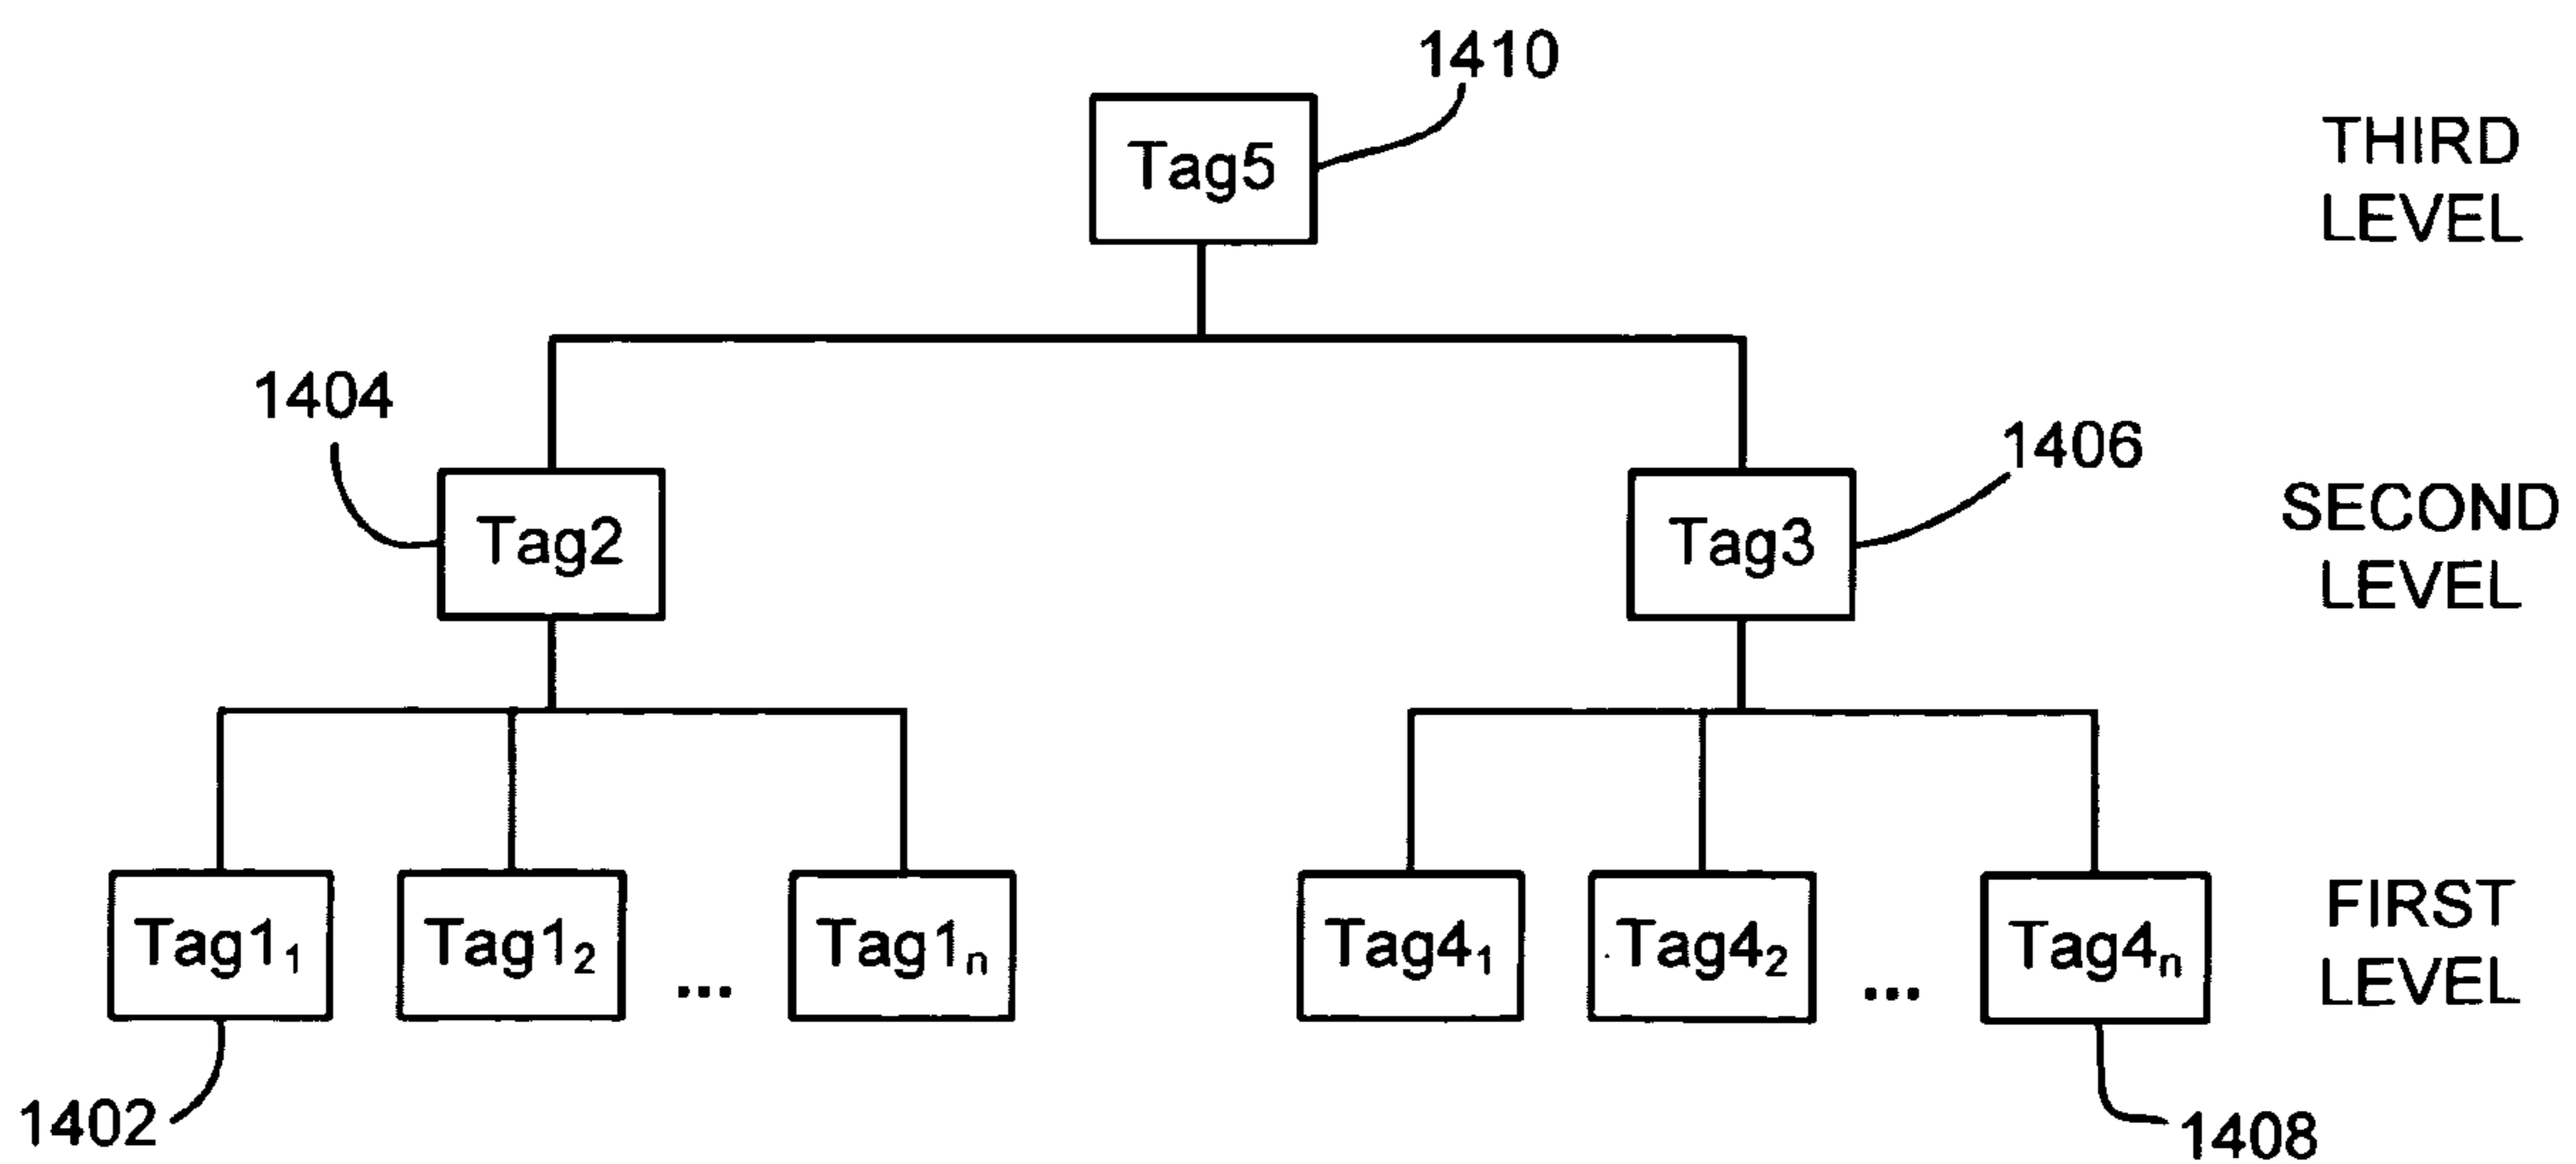 1410
Tag5
THIRD
LEVEL
1404
1406
Tag2
Tag3
SECOND
LEVEL
Tag1₁
Tag1₂
...
Tag1ₙ
Tag4₁
Tag4₂
...
Tag4ₙ
FIRST
LEVEL
1402
1408